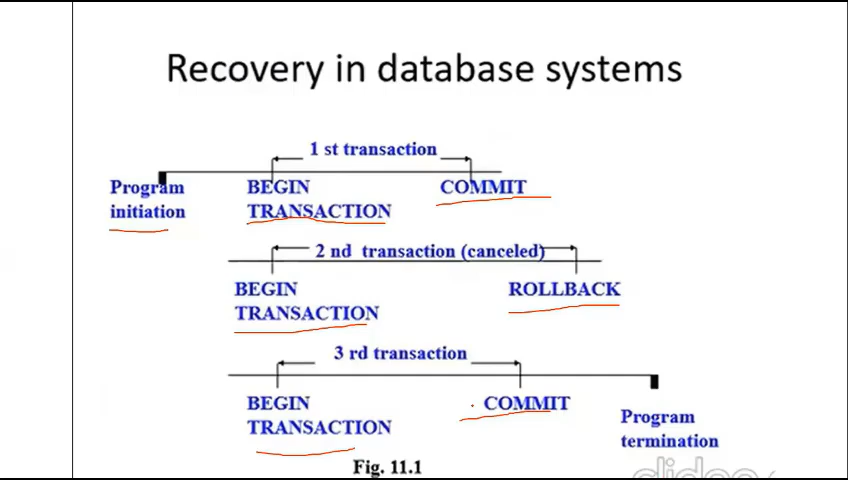 Recovery in database systems
1 st transaction
Program initiation
BEGIN TRANSACTION
COMMIT
2 nd transaction (canceled)
BEGIN TRANSACTION
ROLLBACK
3 rd transaction
BEGIN TRANSACTION
COMMIT
Program termination
Fig. 11.1